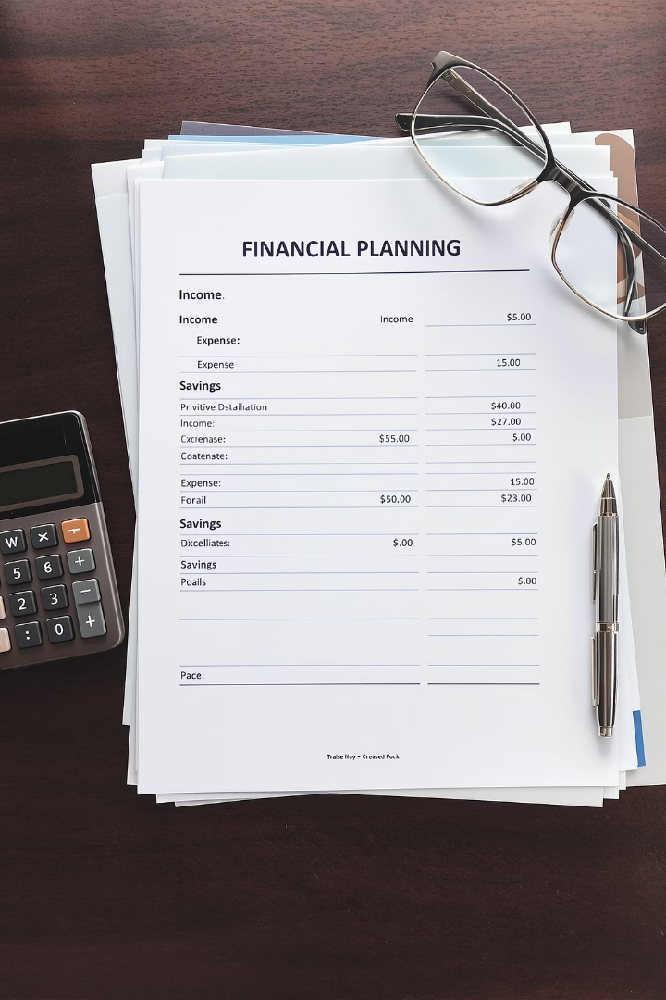 FINANCIAL PLANNING
Income.
Income Income $5.00
Expense:
Expense 15.00
Savings
Privitive Dstalliation $40.00
Income: $27.00
Cxcrenase: $55.00 $.00
Coatenste:
Expense: 15.00
Forail $50.00 $23.00
Savings
Dxcelliates: $.00 $5.00
Savings
Poails $.00
Pace:
Traise Noy = Creased Pock
W ×
5 6 +
2 3 −
: 0 +